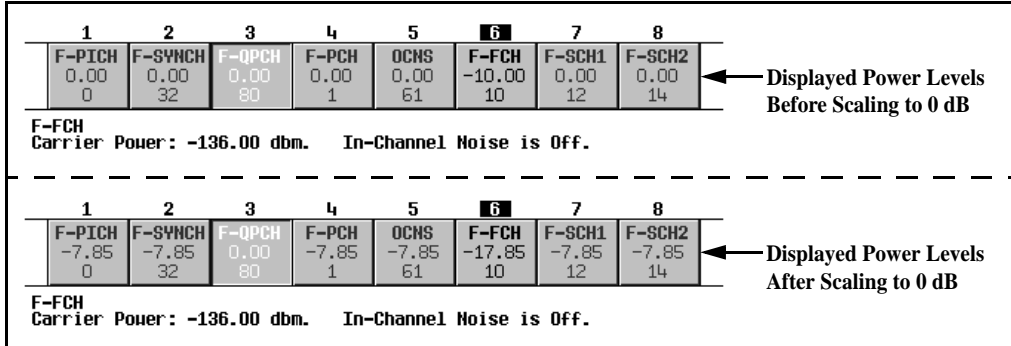 1 2 3 4 5 6 7 8
F-PICH F-SYNCH F-QPCH F-PCH OCNS F-FCH F-SCH1 F-SCH2
0.00 0.00 0.00 0.00 0.00 -10.00 0.00 0.00
0 32 80 1 61 10 12 14
Displayed Power Levels
Before Scaling to 0 dB
F-FCH
Carrier Power: -136.00 dbm. In-Channel Noise is Off.
1 2 3 4 5 6 7 8
F-PICH F-SYNCH F-QPCH F-PCH OCNS F-FCH F-SCH1 F-SCH2
-7.85 -7.85 0.00 -7.85 -7.85 -17.85 -7.85 -7.85
0 32 80 1 61 10 12 14
Displayed Power Levels
After Scaling to 0 dB
F-FCH
Carrier Power: -136.00 dbm. In-Channel Noise is Off.